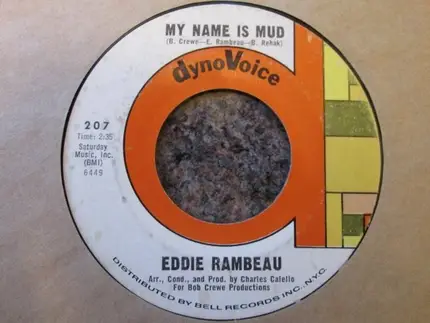 MY NAME IS MUD
(B. Crewe—E. Rambeau—B. Rehak)
dynoVoice
207
Time: 2:35
Saturday
Music, Inc.
(BMI)
6449
EDDIE RAMBEAU
Arr., Cond., and Prod. by Charles Calello
For Bob Crewe Productions
DISTRIBUTED BY BELL RECORDS INC., N.Y.C.